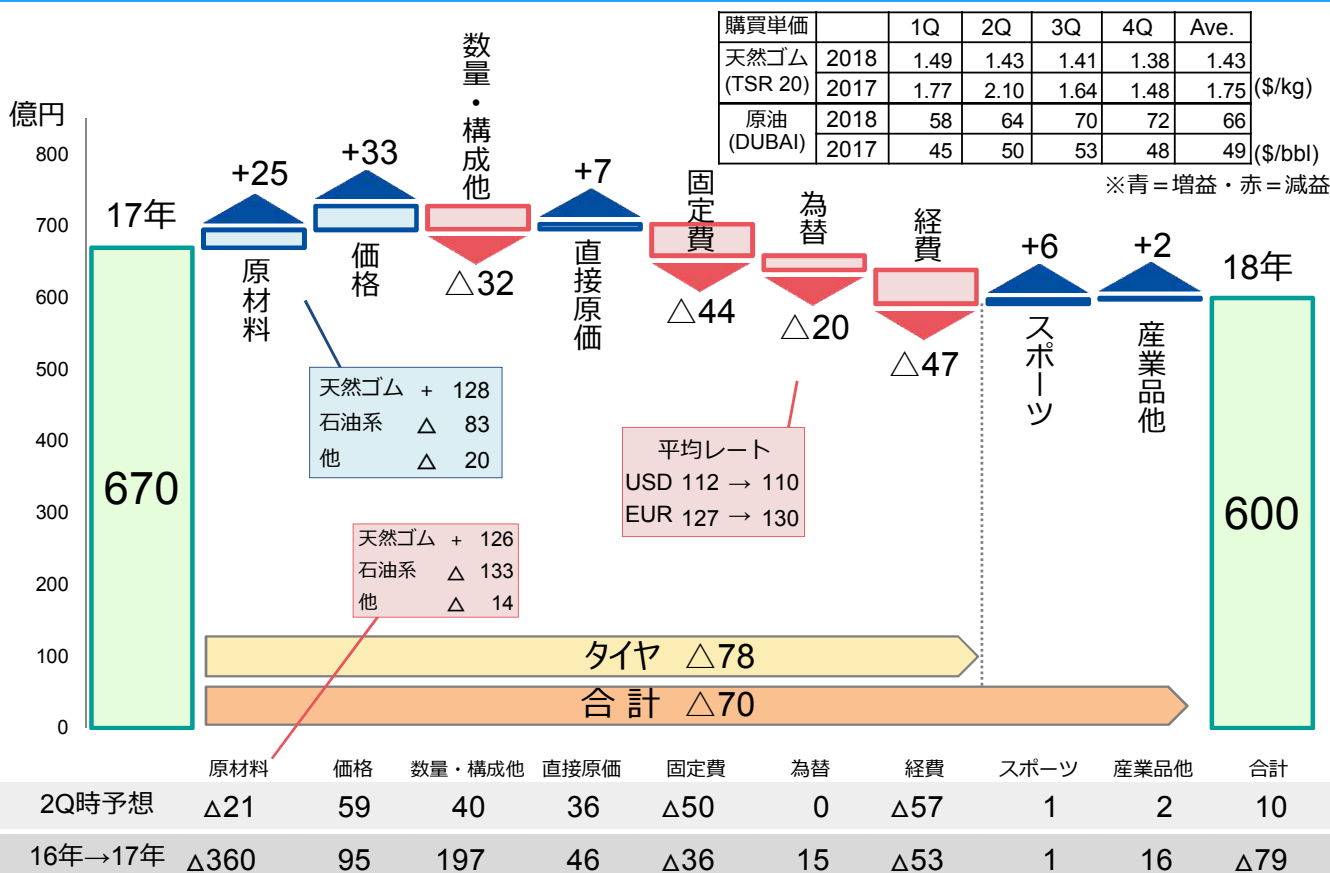 購買単価 1Q 2Q 3Q 4Q Ave.
天然ゴム 2018 1.49 1.43 1.41 1.38 1.43
(TSR 20) 2017 1.77 2.10 1.64 1.48 1.75 ($/kg)
原油 2018 58 64 70 72 66
(DUBAI) 2017 45 50 53 48 49 ($/bbl)
※青＝増益・赤＝減益
億円
800
700
600
500
400
300
200
100
0
17年
670
+25
原材料
+33
価格
数量・構成他
△32
+7
直接原価
固定費
△44
為替
△20
経費
△47
+6
スポーツ
+2
産業品他
18年
600
天然ゴム + 128
石油系 △ 83
他 △ 20
平均レート
USD 112 → 110
EUR 127 → 130
天然ゴム + 126
石油系 △ 133
他 △ 14
タイヤ △78
合計 △70
原材料 価格 数量・構成他 直接原価 固定費 為替 経費 スポーツ 産業品他 合計
2Q時予想 △21 59 40 36 △50 0 △57 1 2 10
16年→17年 △360 95 197 46 △36 15 △53 1 16 △79